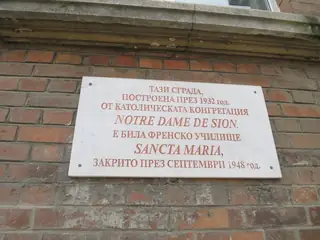 ТАЗИ СГРАДА,
ПОСТРОЕНА ПРЕЗ 1932 год.
ОТ КАТОЛИЧЕСКАТА КОНГРЕГАЦИЯ
NOTRE DAME DE SION,
Е БИЛА ФРЕНСКО УЧИЛИЩЕ
SANCTA MARIA,
ЗАКРИТО ПРЕЗ СЕПТЕМВРИ 1948 год.